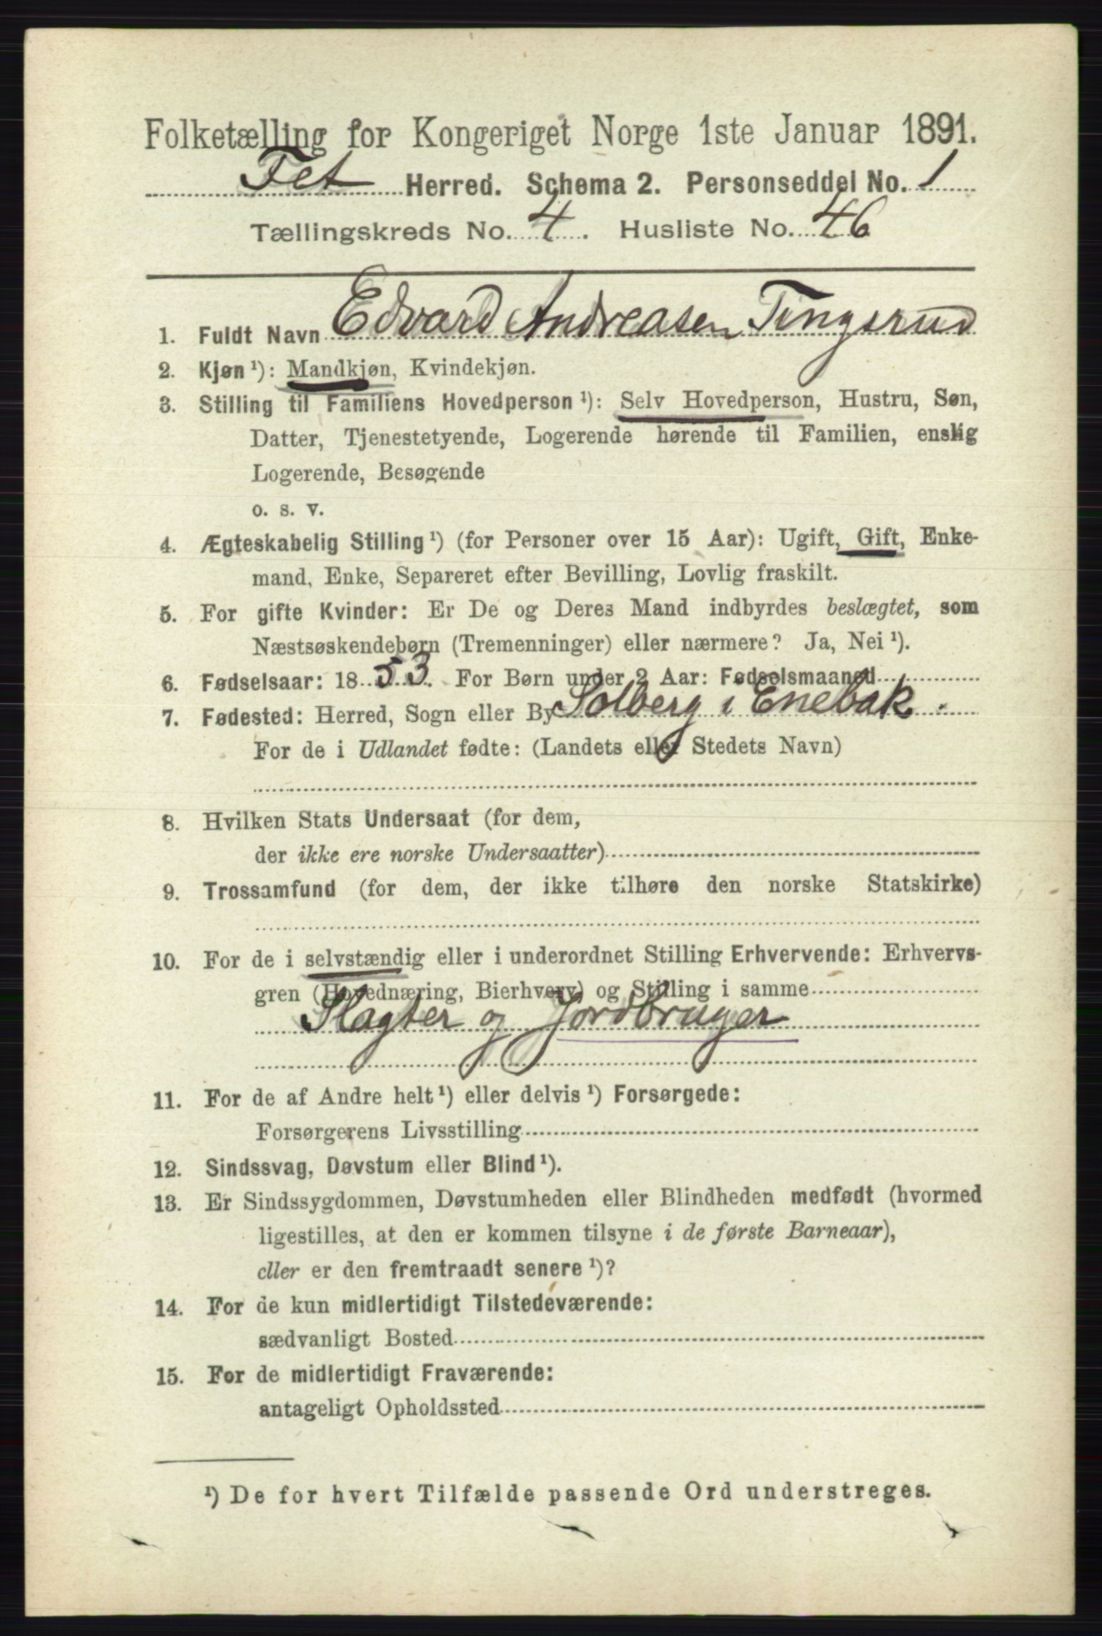 Folketælling for Kongeriget Norge 1ste Januar 1891.
Fet Herred. Schema 2. Personseddel No. 1
Tællingskreds No. 4. Husliste No. 46
1. Fuldt Navn Edvard Andreasen Tingsrud
2. Kjøn ¹): Mandkjøn, Kvindekjøn.
3. Stilling til Familiens Hovedperson ¹): Selv Hovedperson, Hustru, Søn,
Datter, Tjenestetyende, Logerende hørende til Familien, enslig
Logerende, Besøgende
o. s. v.
4. Ægteskabelig Stilling ¹) (for Personer over 15 Aar): Ugift, Gift, Enke-
mand, Enke, Separeret efter Bevilling, Lovlig fraskilt.
5. For gifte Kvinder: Er De og Deres Mand indbyrdes beslægtet, som
Næstsøskendebørn (Tremenninger) eller nærmere? Ja, Nei ¹).
6. Fødselsaar: 1853. For Børn under 2 Aar: Fødselsmaaned
7. Fødested: Herred, Sogn eller By Solberg i Enebak.
For de i Udlandet fødte: (Landets eller Stedets Navn)
8. Hvilken Stats Undersaat (for dem,
der ikke ere norske Undersaatter)
9. Trossamfund (for dem, der ikke tilhøre den norske Statskirke)
10. For de i selvstændig eller i underordnet Stilling Erhvervende: Erhvervs-
gren (Hovednæring, Bierhverv) og Stilling i samme
Slagter og Jordbruger
11. For de af Andre helt ¹) eller delvis ¹) Forsørgede:
Forsørgerens Livsstilling
12. Sindssvag, Døvstum eller Blind ¹).
13. Er Sindssygdommen, Døvstumheden eller Blindheden medfødt (hvormed
ligestilles, at den er kommen tilsyne i de første Barneaar),
eller er den fremtraadt senere ¹)?
14. For de kun midlertidigt Tilstedeværende:
sædvanligt Bosted
15. For de midlertidigt Fraværende:
antageligt Opholdssted
¹) De for hvert Tilfælde passende Ord understreges.